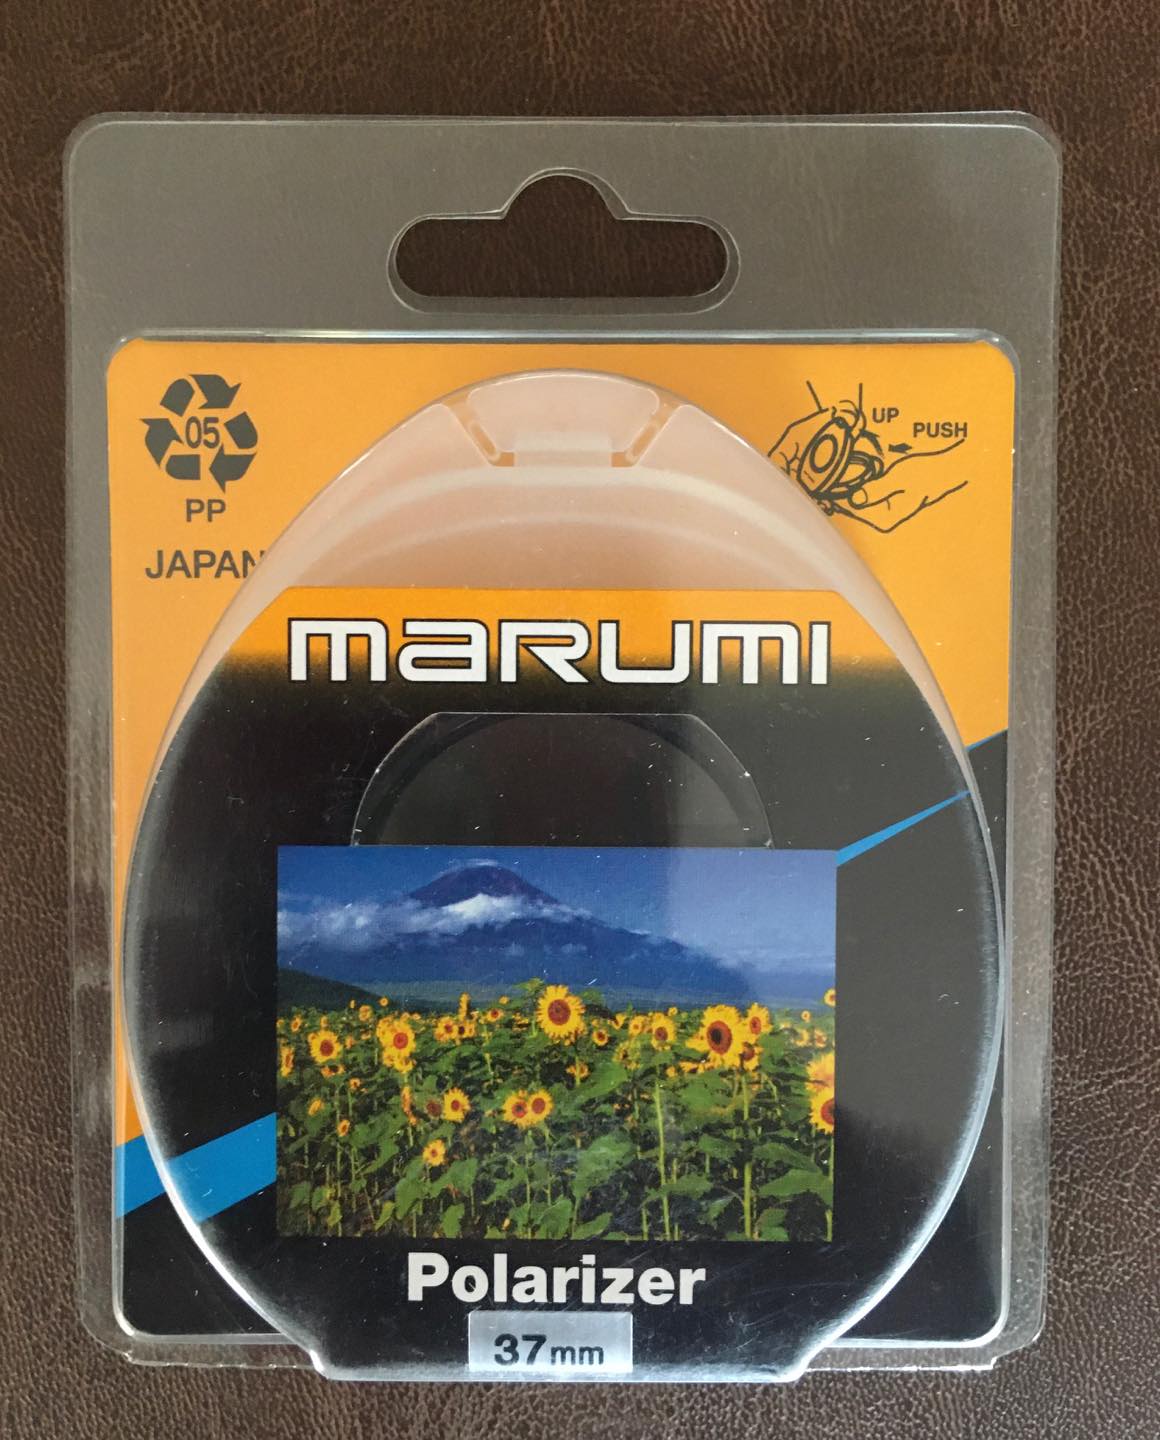 05
PP
JAPAN
UP
PUSH
marumi
Polarizer
37mm